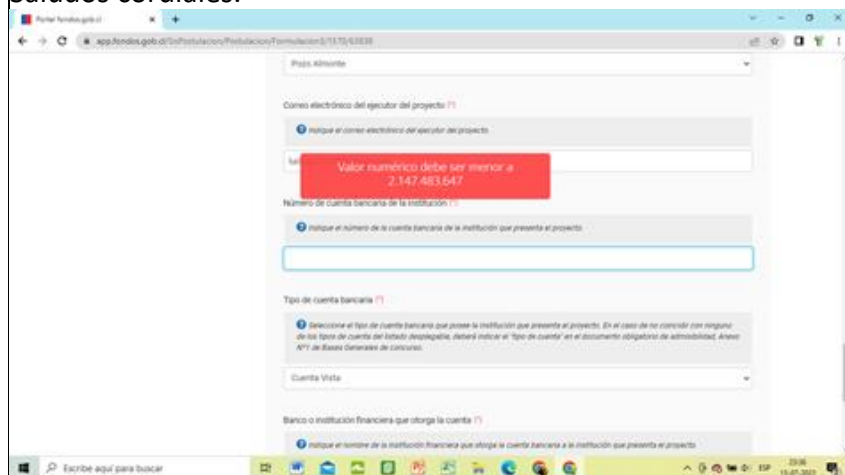 Saludos cordiales.
Portal fondos.gob.cl
Pozo Almonte
Correo electrónico del ejecutor del proyecto (*)
Indique el correo electrónico del ejecutor del proyecto.
Valor numérico debe ser menor a
2.147.483.647
Número de cuenta bancaria de la institución (*)
Indique el número de la cuenta bancaria de la institución que presenta el proyecto.
Tipo de cuenta bancaria (*)
Seleccione el tipo de cuenta bancaria que posee la institución que presenta el proyecto. En el caso de no coincidir con ninguno
de los tipos de cuenta del listado desplegable, deberá indicar el "tipo de cuenta" en el documento obligatorio de admisibilidad, Anexo
N°1 de Bases Generales de concurso.
Cuenta Vista
Banco o institución financiera que otorga la cuenta (*)
Indique el nombre de la institución financiera que otorga la cuenta bancaria a la institución que presenta el proyecto.
Escribe aquí para buscar
ESP